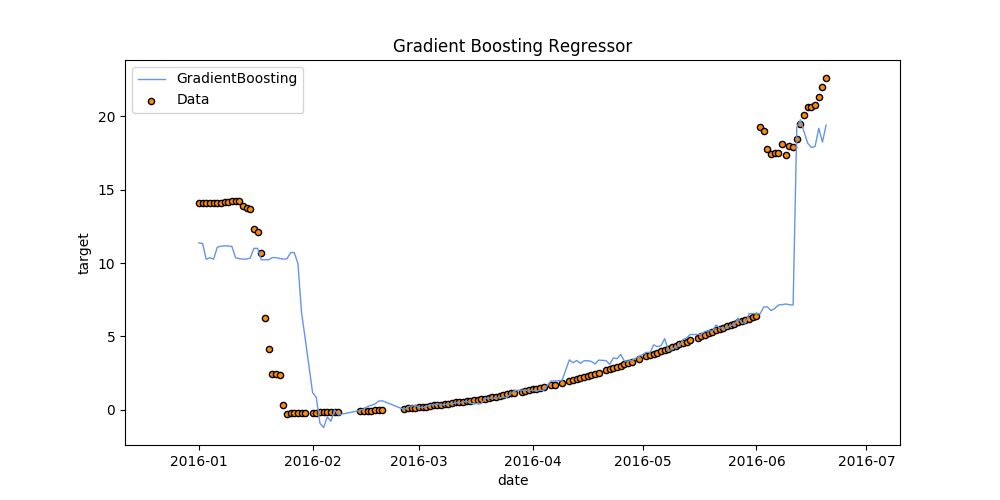 Gradient Boosting Regressor
GradientBoosting
Data
target
20
15
10
5
0
2016-01 2016-02 2016-03 2016-04 2016-05 2016-06 2016-07
date